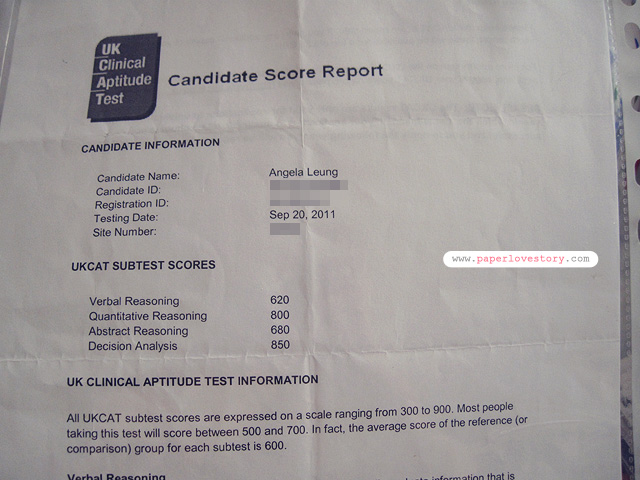 UK
Clinical
Aptitude
Test
Candidate Score Report
CANDIDATE INFORMATION
Candidate Name: Angela Leung
Candidate ID:
Registration ID:
Testing Date: Sep 20, 2011
Site Number:
www.paperlovestory.com
UKCAT SUBTEST SCORES
Verbal Reasoning 620
Quantitative Reasoning 800
Abstract Reasoning 680
Decision Analysis 850
UK CLINICAL APTITUDE TEST INFORMATION
All UKCAT subtest scores are expressed on a scale ranging from 300 to 900. Most people
taking this test will score between 500 and 700. In fact, the average score of the reference (or
comparison) group for each subtest is 600.
Verbal Reasoning
information that is